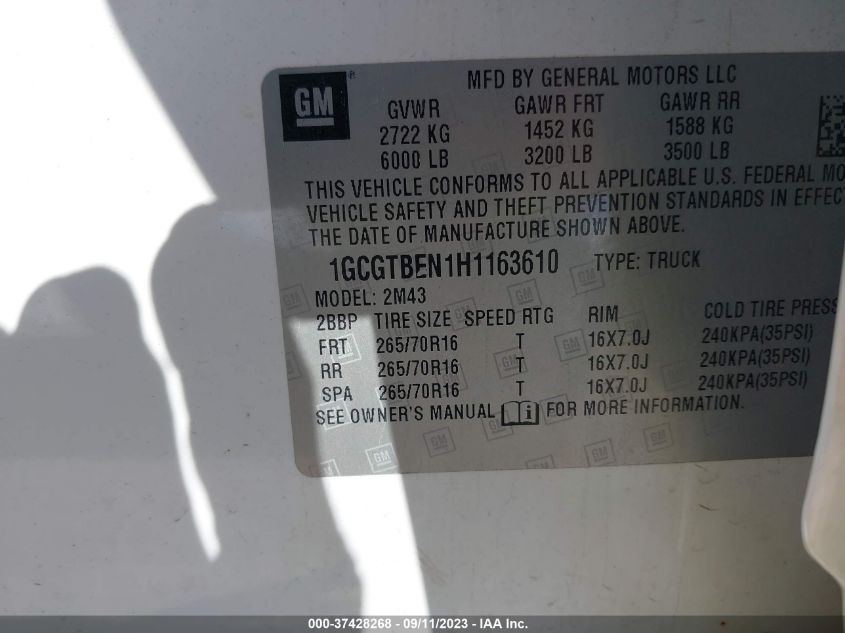 GM ®
MFD BY GENERAL MOTORS LLC
GVWR GAWR FRT GAWR RR
2722 KG 1452 KG 1588 KG
6000 LB 3200 LB 3500 LB
THIS VEHICLE CONFORMS TO ALL APPLICABLE U.S. FEDERAL MO
VEHICLE SAFETY AND THEFT PREVENTION STANDARDS IN EFFEC
THE DATE OF MANUFACTURE SHOWN ABOVE.
1GCGTBEN1H1163610 TYPE: TRUCK
MODEL: 2M43
2BBP TIRE SIZE SPEED RTG RIM COLD TIRE PRESS
FRT 265/70R16 T 16X7.0J 240KPA(35PSI)
RR 265/70R16 T 16X7.0J 240KPA(35PSI)
SPA 265/70R16 T 16X7.0J 240KPA(35PSI)
SEE OWNER'S MANUAL i FOR MORE INFORMATION.
000-37428268 - 09/11/2023 - IAA Inc.